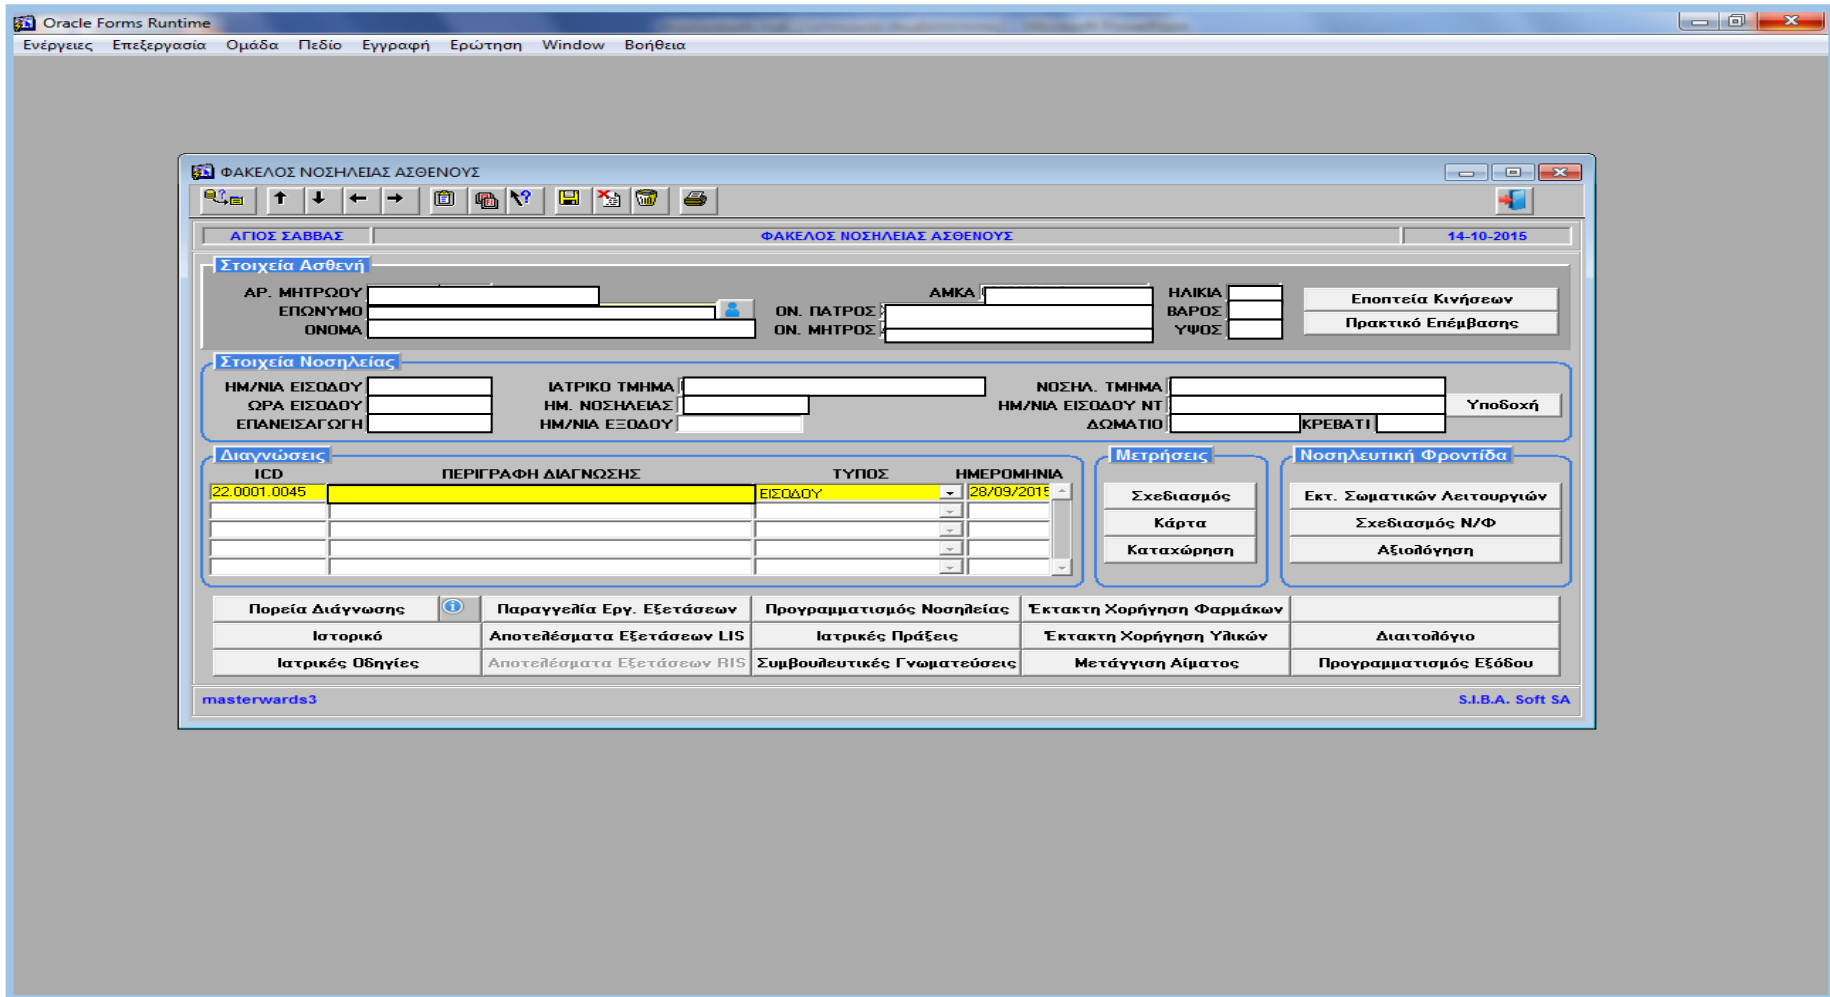 Oracle Forms Runtime
Ενέργειες Επεξεργασία Ομάδα Πεδίο Εγγραφή Ερώτηση Window Βοήθεια
ΦΑΚΕΛΟΣ ΝΟΣΗΛΕΙΑΣ ΑΣΘΕΝΟΥΣ
ΑΓΙΟΣ ΣΑΒΒΑΣ ΦΑΚΕΛΟΣ ΝΟΣΗΛΕΙΑΣ ΑΣΘΕΝΟΥΣ 14-10-2015
Στοιχεία Ασθενή
ΑΡ. ΜΗΤΡΩΟΥ ΑΜΚΑ ΗΛΙΚΙΑ Εποπτεία Κινήσεων
ΕΠΩΝΥΜΟ ΟΝ. ΠΑΤΡΟΣ ΒΑΡΟΣ
ΟΝΟΜΑ ΟΝ. ΜΗΤΡΟΣ ΥΨΟΣ Πρακτικό Επέμβασης
Στοιχεία Νοσηλείας
ΗΜ/ΝΙΑ ΕΙΣΟΔΟΥ ΙΑΤΡΙΚΟ ΤΜΗΜΑ ΝΟΣΗΛ. ΤΜΗΜΑ
ΩΡΑ ΕΙΣΟΔΟΥ ΗΜ. ΝΟΣΗΛΕΙΑΣ ΗΜ/ΝΙΑ ΕΙΣΟΔΟΥ ΝΤ Υποδοχή
ΕΠΑΝΕΙΣΑΓΩΓΗ ΗΜ/ΝΙΑ ΕΞΟΔΟΥ ΔΩΜΑΤΙΟ ΚΡΕΒΑΤΙ
Διαγνώσεις Μετρήσεις Νοσηλευτική Φροντίδα
ICD ΠΕΡΙΓΡΑΦΗ ΔΙΑΓΝΩΣΗΣ ΤΥΠΟΣ ΗΜΕΡΟΜΗΝΙΑ
22.0001.0045 ΕΙΣΟΔΟΥ 28/09/2015 Σχεδιασμός Εκτ. Σωματικών Λειτουργιών
Κάρτα Σχεδιασμός Ν/Φ
Καταχώρηση Αξιολόγηση
Πορεία Διάγνωσης Παραγγελία Εργ. Εξετάσεων Προγραμματισμός Νοσηλείας Έκτακτη Χορήγηση Φαρμάκων
Ιστορικό Αποτελέσματα Εξετάσεων LIS Ιατρικές Πράξεις Έκτακτη Χορήγηση Υλικών Διαιτολόγιο
Ιατρικές Οδηγίες Αποτελέσματα Εξετάσεων RIS Συμβουλευτικές Γνωματεύσεις Μετάγγιση Αίματος Προγραμματισμός Εξόδου
masterwards3 S.I.B.A. Soft SA